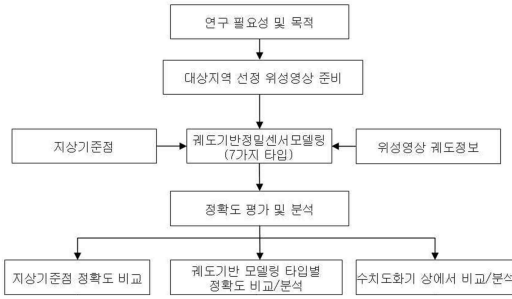 연구 필요성 및 목적
대상지역 선정 위성영상 준비
지상기준점
궤도기반정밀센서모델링
(7가지 타입)
위성영상 궤도정보
정확도 평가 및 분석
지상기준점 정확도 비교
궤도기반 모델링 타입별
정확도 비교/분석
수치도화기 상에서 비교/분석